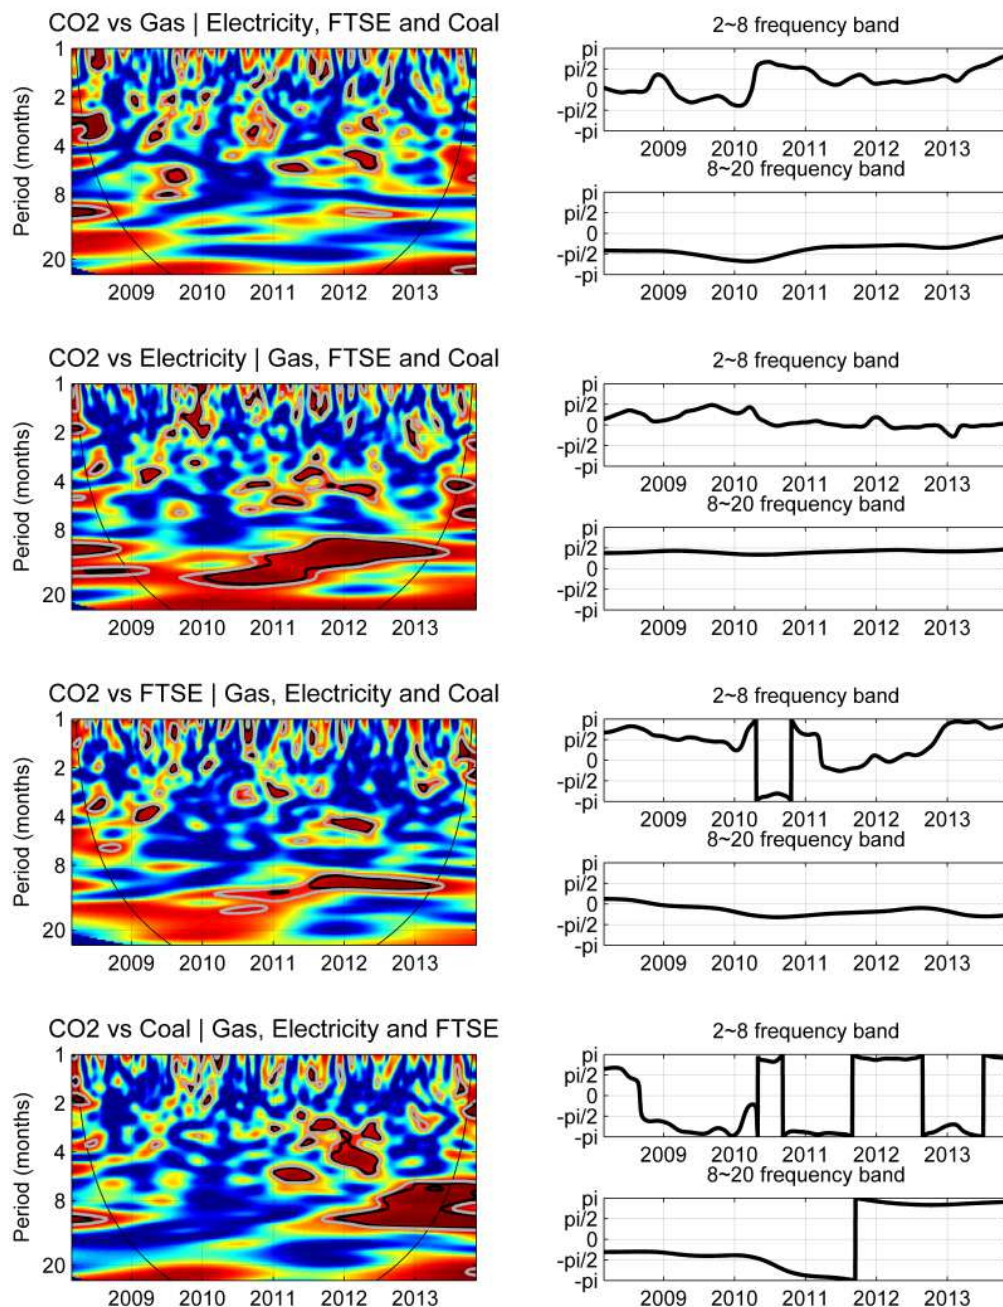 CO2 vs Gas | Electricity, FTSE and Coal
Period (months)
1
2
4
8
20
2009 2010 2011 2012 2013
2~8 frequency band
pi
pi/2
0
-pi/2
-pi
2009 2010 2011 2012 2013
8~20 frequency band
pi
pi/2
0
-pi/2
-pi
2009 2010 2011 2012 2013
CO2 vs Electricity | Gas, FTSE and Coal
Period (months)
1
2
4
8
20
2009 2010 2011 2012 2013
2~8 frequency band
pi
pi/2
0
-pi/2
-pi
2009 2010 2011 2012 2013
8~20 frequency band
pi
pi/2
0
-pi/2
-pi
2009 2010 2011 2012 2013
CO2 vs FTSE | Gas, Electricity and Coal
Period (months)
1
2
4
8
20
2009 2010 2011 2012 2013
2~8 frequency band
pi
pi/2
0
-pi/2
-pi
2009 2010 2011 2012 2013
8~20 frequency band
pi
pi/2
0
-pi/2
-pi
2009 2010 2011 2012 2013
CO2 vs Coal | Gas, Electricity and FTSE
Period (months)
1
2
4
8
20
2009 2010 2011 2012 2013
2~8 frequency band
pi
pi/2
0
-pi/2
-pi
2009 2010 2011 2012 2013
8~20 frequency band
pi
pi/2
0
-pi/2
-pi
2009 2010 2011 2012 2013